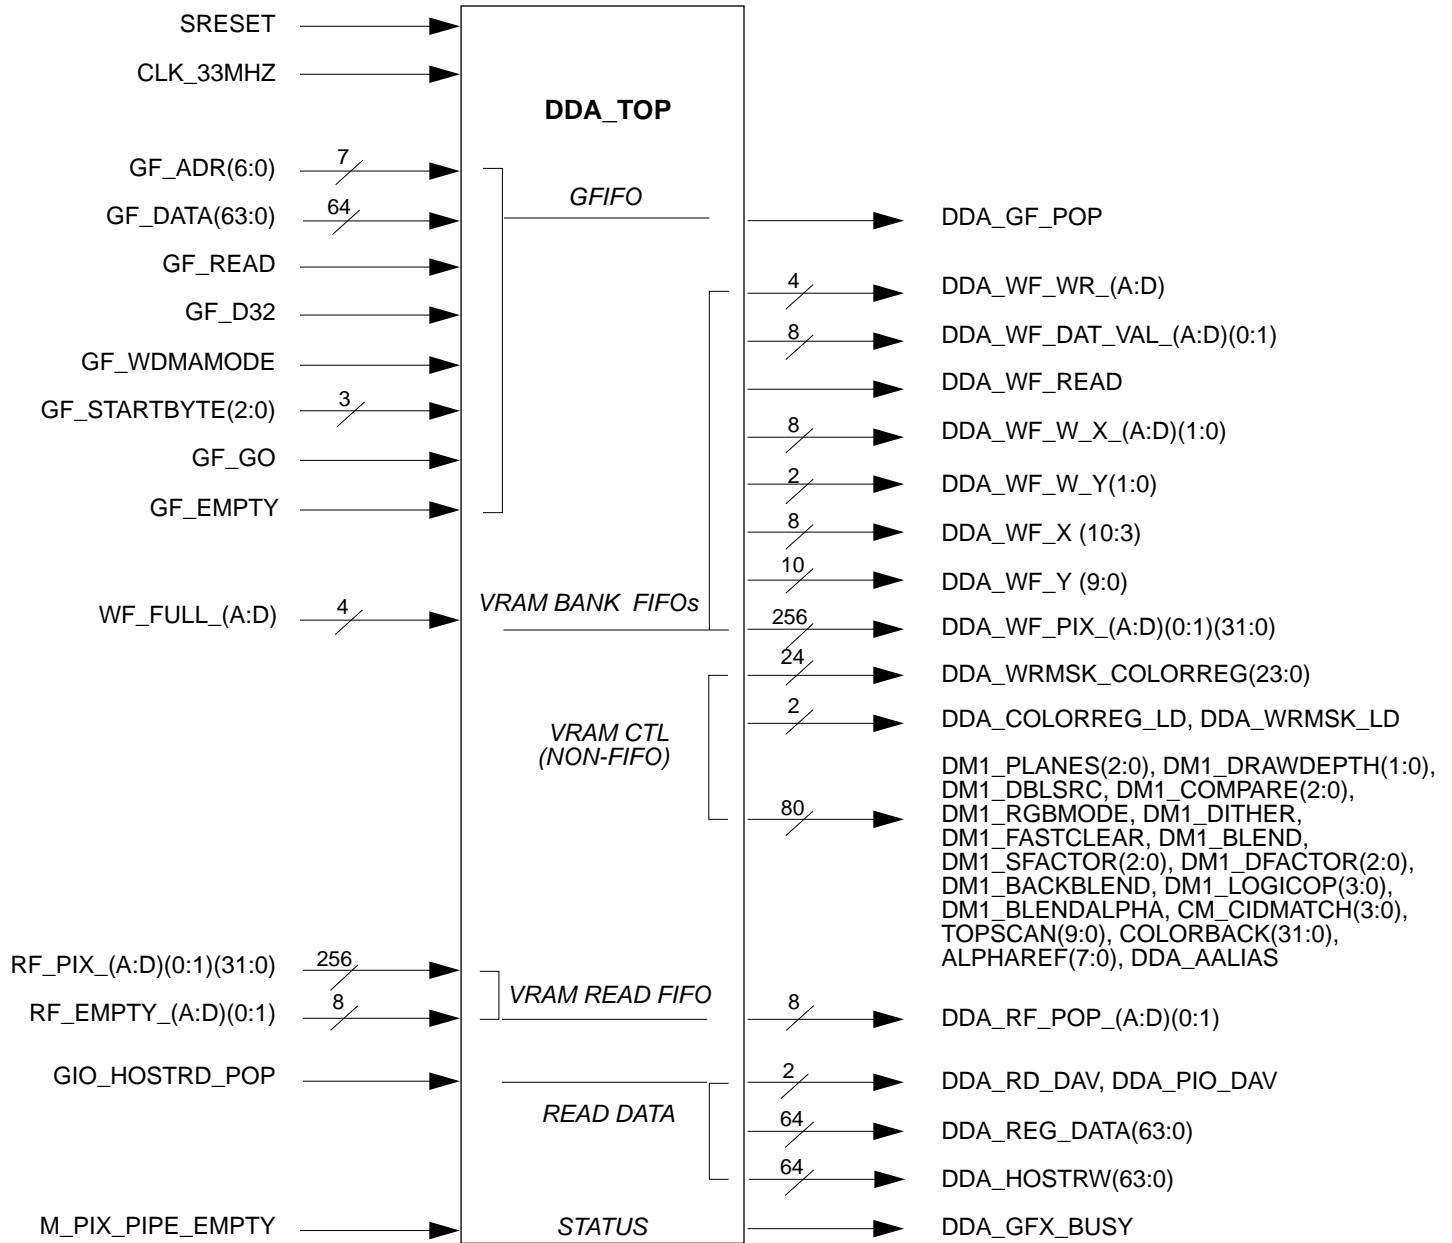 SRESET
CLK_33MHZ
DDA_TOP
GF_ADR(6:0)
7
GFIFO
GF_DATA(63:0)
64
DDA_GF_POP
GF_READ
4
DDA_WF_WR_(A:D)
GF_D32
8
DDA_WF_DAT_VAL_(A:D)(0:1)
GF_WDMAMODE
DDA_WF_READ
GF_STARTBYTE(2:0)
3
8
DDA_WF_W_X_(A:D)(1:0)
GF_GO
2
DDA_WF_W_Y(1:0)
GF_EMPTY
8
DDA_WF_X (10:3)
10
DDA_WF_Y (9:0)
WF_FULL_(A:D)
4
VRAM BANK FIFOs
256
DDA_WF_PIX_(A:D)(0:1)(31:0)
24
DDA_WRMSK_COLORREG(23:0)
2
DDA_COLORREG_LD, DDA_WRMSK_LD
VRAM CTL
(NON-FIFO)
80
DM1_PLANES(2:0), DM1_DRAWDEPTH(1:0),
DM1_DBLSRC, DM1_COMPARE(2:0),
DM1_RGBMODE, DM1_DITHER,
DM1_FASTCLEAR, DM1_BLEND,
DM1_SFACTOR(2:0), DM1_DFACTOR(2:0),
DM1_BACKBLEND, DM1_LOGICOP(3:0),
DM1_BLENDALPHA, CM_CIDMATCH(3:0),
TOPSCAN(9:0), COLORBACK(31:0),
ALPHAREF(7:0), DDA_AALIAS
RF_PIX_(A:D)(0:1)(31:0)
256
VRAM READ FIFO
RF_EMPTY_(A:D)(0:1)
8
8
DDA_RF_POP_(A:D)(0:1)
GIO_HOSTRD_POP
2
DDA_RD_DAV, DDA_PIO_DAV
READ DATA
64
DDA_REG_DATA(63:0)
64
DDA_HOSTRW(63:0)
M_PIX_PIPE_EMPTY
STATUS
DDA_GFX_BUSY